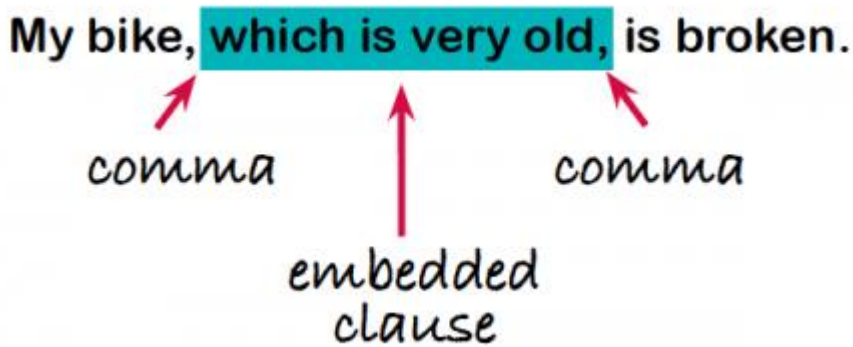 My bike, which is very old, is broken.
comma
comma
embedded
clause